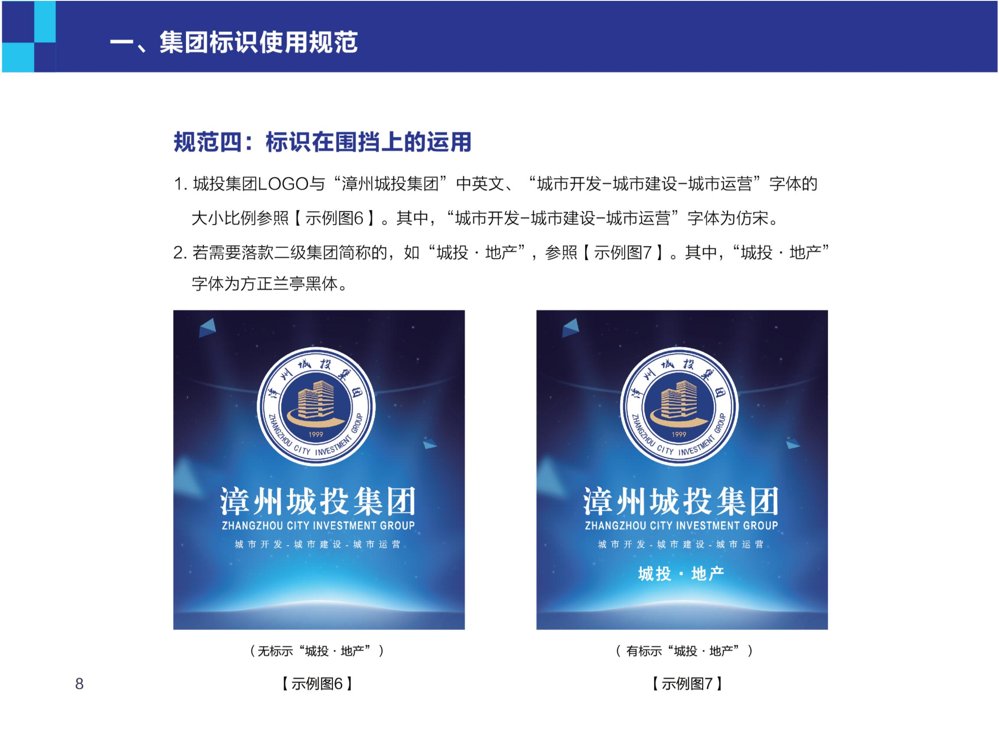 一、集团标识使用规范
规范四：标识在围挡上的运用
1. 城投集团LOGO与“漳州城投集团”中英文、“城市开发–城市建设–城市运营”字体的
大小比例参照【示例图6】。其中，“城市开发–城市建设–城市运营”字体为仿宋。
2. 若需要落款二级集团简称的，如“城投·地产”，参照【示例图7】。其中，“城投·地产”
字体为方正兰亭黑体。
漳州城投集团
1999
ZHANGZHOU CITY INVESTMENT GROUP
漳州城投集团
ZHANGZHOU CITY INVESTMENT GROUP
城市开发-城市建设-城市运营
（无标示“城投·地产”）
【示例图6】
漳州城投集团
1999
ZHANGZHOU CITY INVESTMENT GROUP
漳州城投集团
ZHANGZHOU CITY INVESTMENT GROUP
城市开发-城市建设-城市运营
城投·地产
（有标示“城投·地产”）
【示例图7】
8